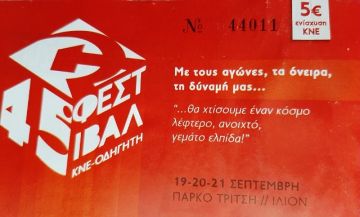 Nº 44011
5€
ενίσχυση
ΚΝΕ
45ο ΦΕΣΤ
ΙΒΑΛ
ΚΝΕ-ΟΔΗΓΗΤΗ
Με τους αγώνες, τα όνειρα,
τη δύναμή μας...
"...θα χτίσουμε έναν κόσμο
λέφτερο, ανοιχτό,
γεμάτο ελπίδα!"
19-20-21 ΣΕΠΤΕΜΒΡΗ
ΠΑΡΚΟ ΤΡΙΤΣΗ // ΙΛΙΟΝ